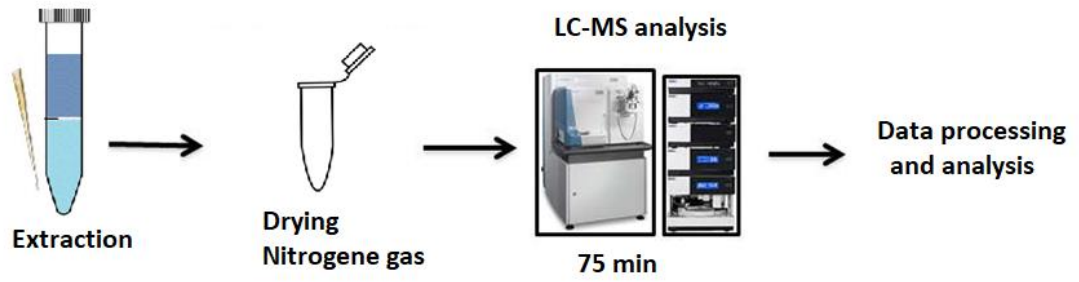 LC-MS analysis
Extraction
Drying
Nitrogene gas
75 min
Data processing
and analysis